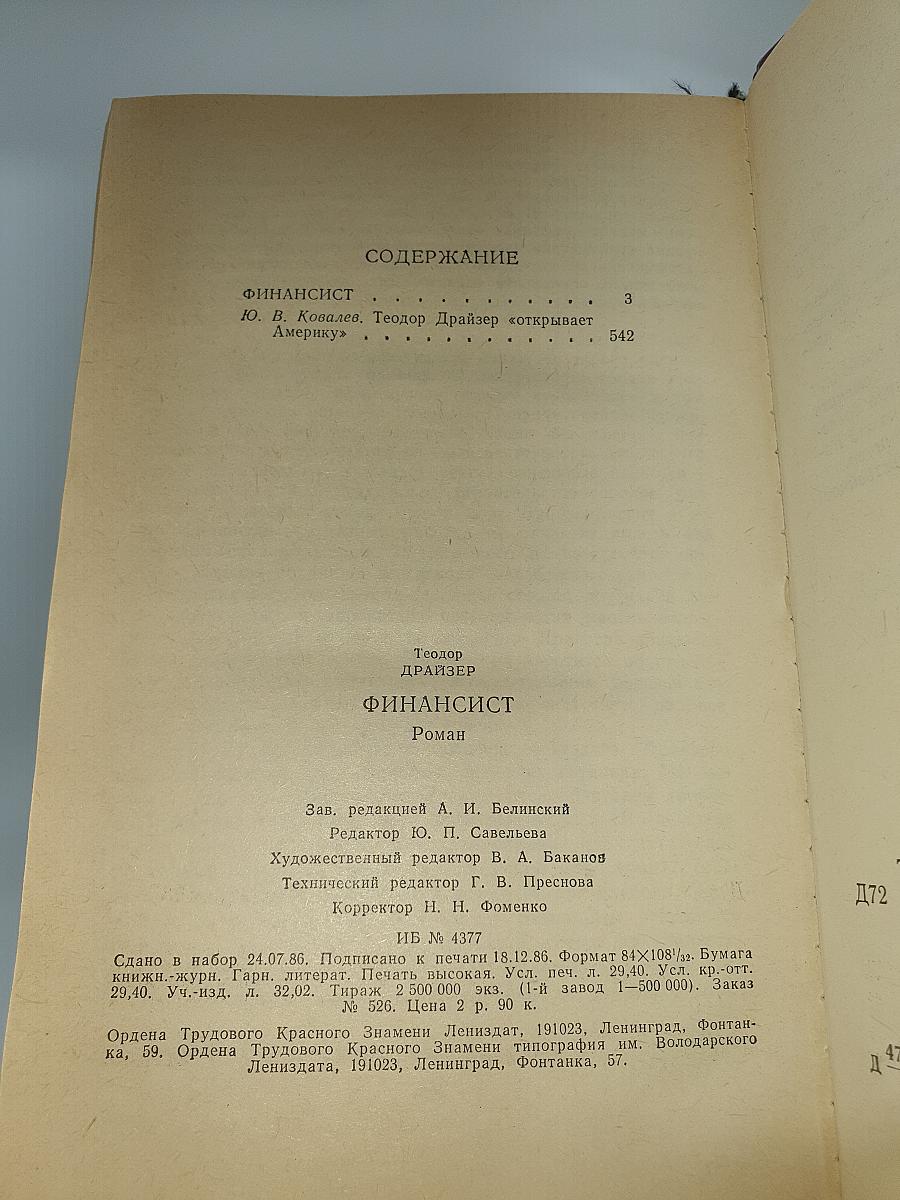 СОДЕРЖАНИЕ
ФИНАНСИСТ . . . . . . . . . . . 3
Ю. В. Ковалев. Теодор Драйзер «открывает
Америку» . . . . . . . . . . . . 542
Теодор
ДРАЙЗЕР
ФИНАНСИСТ
Роман
Зав. редакцией А. И. Белинский
Редактор Ю. П. Савельева
Художественный редактор В. А. Баканов
Технический редактор Г. В. Преснова
Корректор Н. Н. Фоменко
ИБ № 4377
Сдано в набор 24.07.86. Подписано к печати 18.12.86. Формат 84×108¹/₃₂. Бумага
книжн.-журн. Гарн. литерат. Печать высокая. Усл. печ. л. 29,40. Усл. кр.-отт.
29,40. Уч.-изд. л. 32,02. Тираж 2 500 000 экз. (1-й завод 1—500 000). Заказ
№ 526. Цена 2 р. 90 к.
Ордена Трудового Красного Знамени Лениздат, 191023, Ленинград, Фонтан-
ка, 59. Ордена Трудового Красного Знамени типография им. Володарского
Лениздата, 191023, Ленинград, Фонтанка, 57.
Д72
Д 47